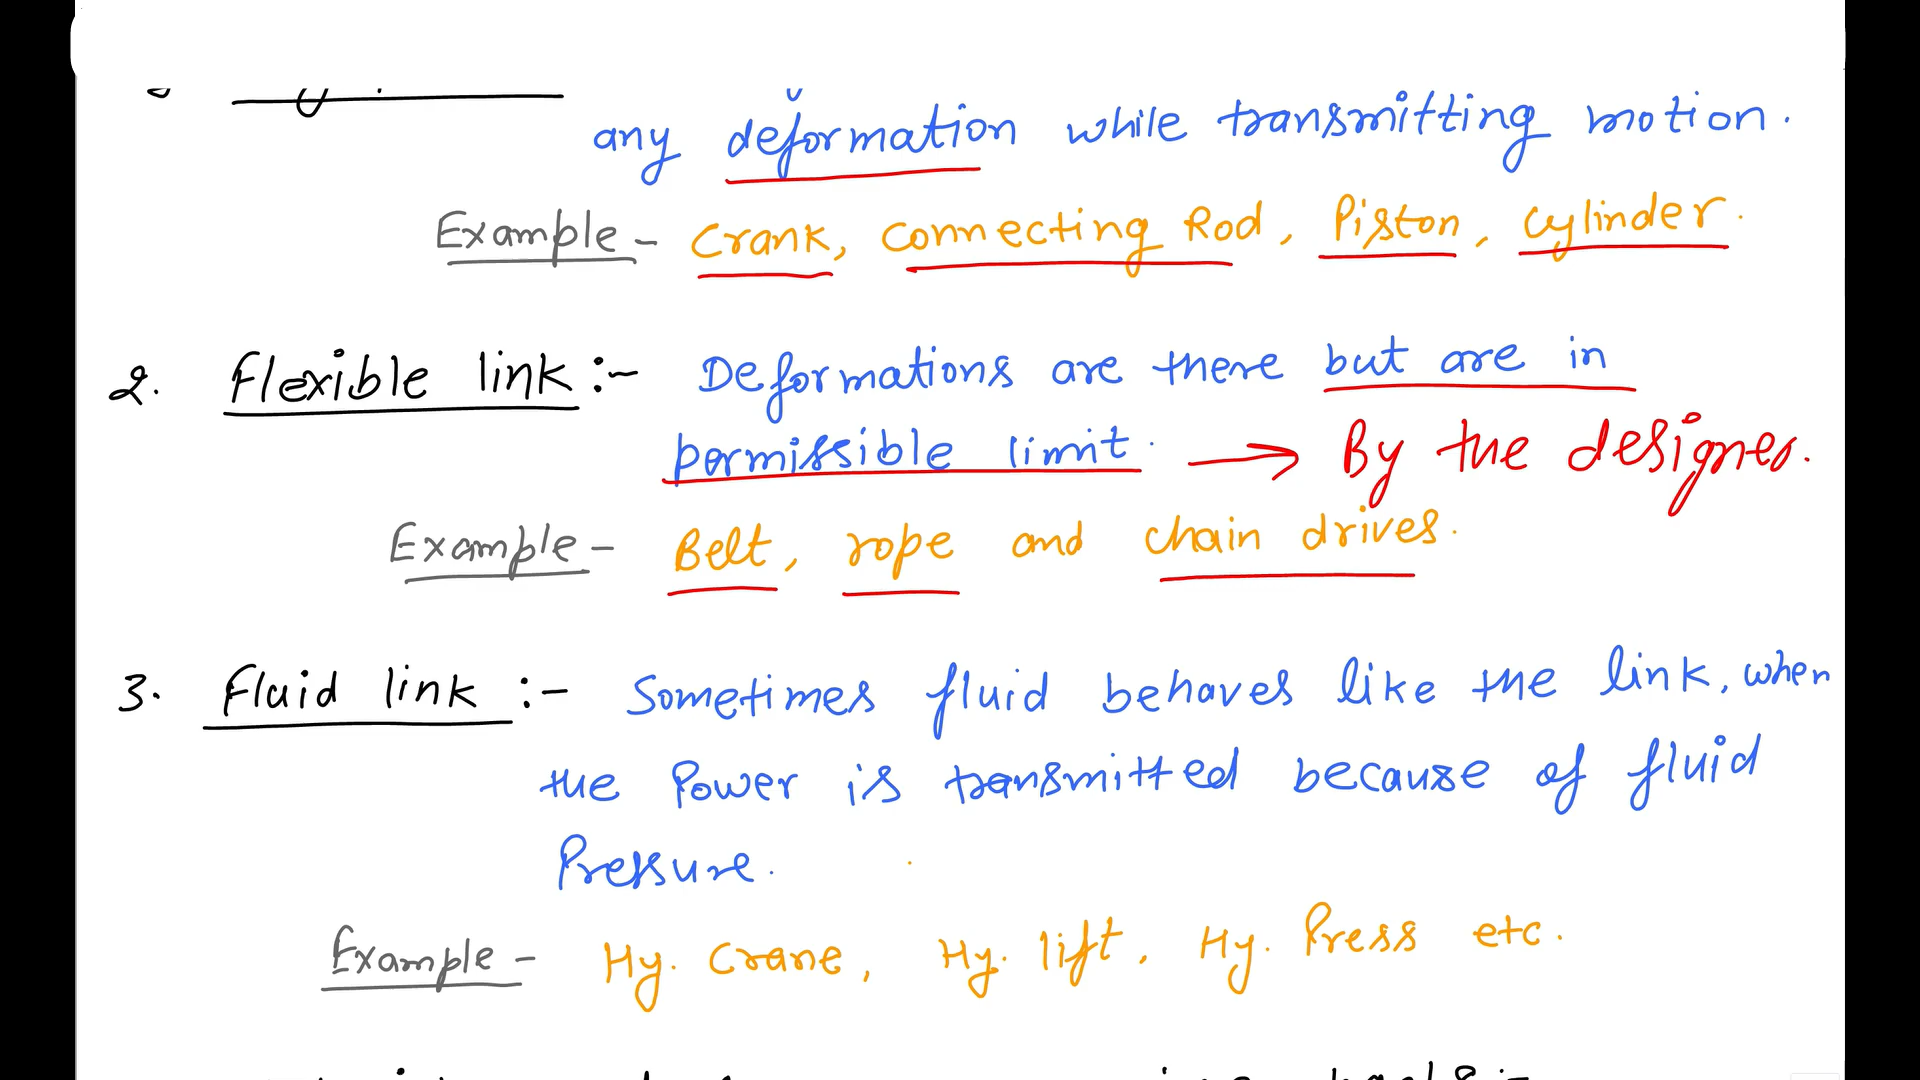 any deformation while transmitting motion.
Example - Crank, Connecting Rod, Piston, Cylinder.
2. Flexible link :- Deformations are there but are in
permissible limit. → By the designer.
Example - Belt, rope and chain drives.
3. Fluid link :- Sometimes fluid behaves like the link, when
the Power is transmitted because of fluid
Pressure.
Example - Hy. Crane, Hy. lift, Hy. Press etc.